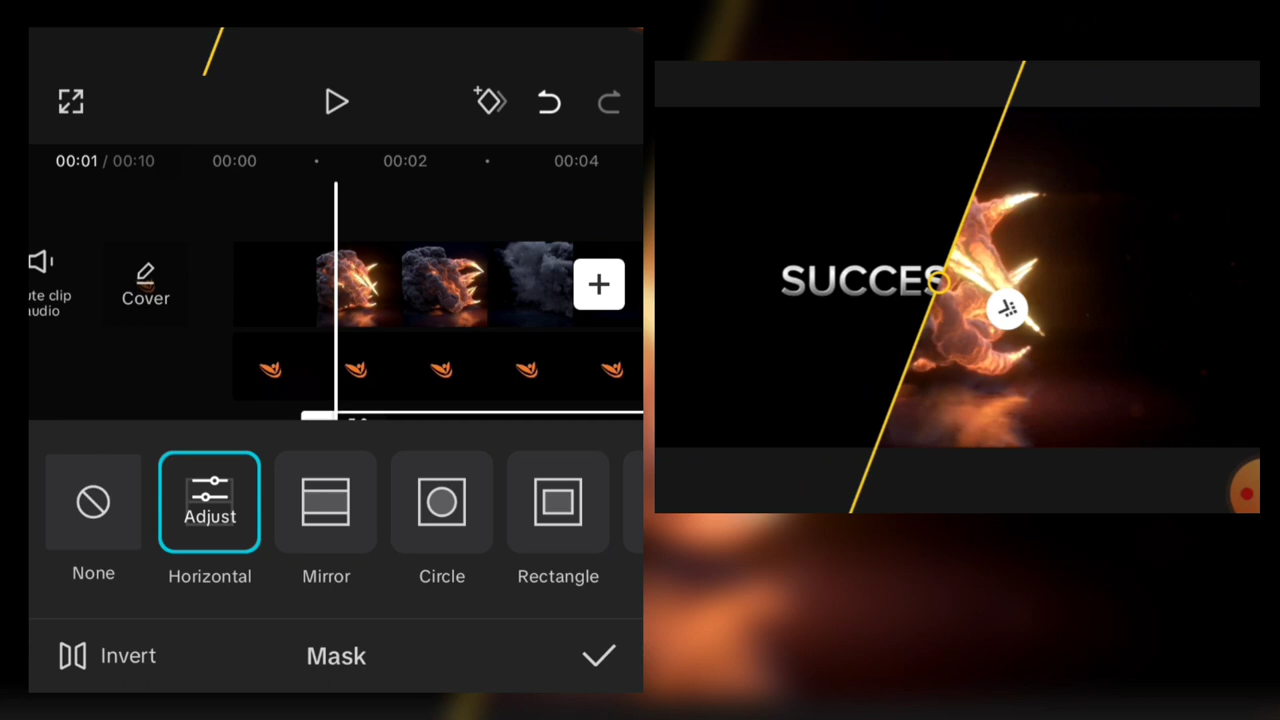 00:01 / 00:10 00:00 00:02 00:04
ute clip
audio
Cover
SUCCES
Adjust
None
Horizontal
Mirror
Circle
Rectangle
Invert
Mask